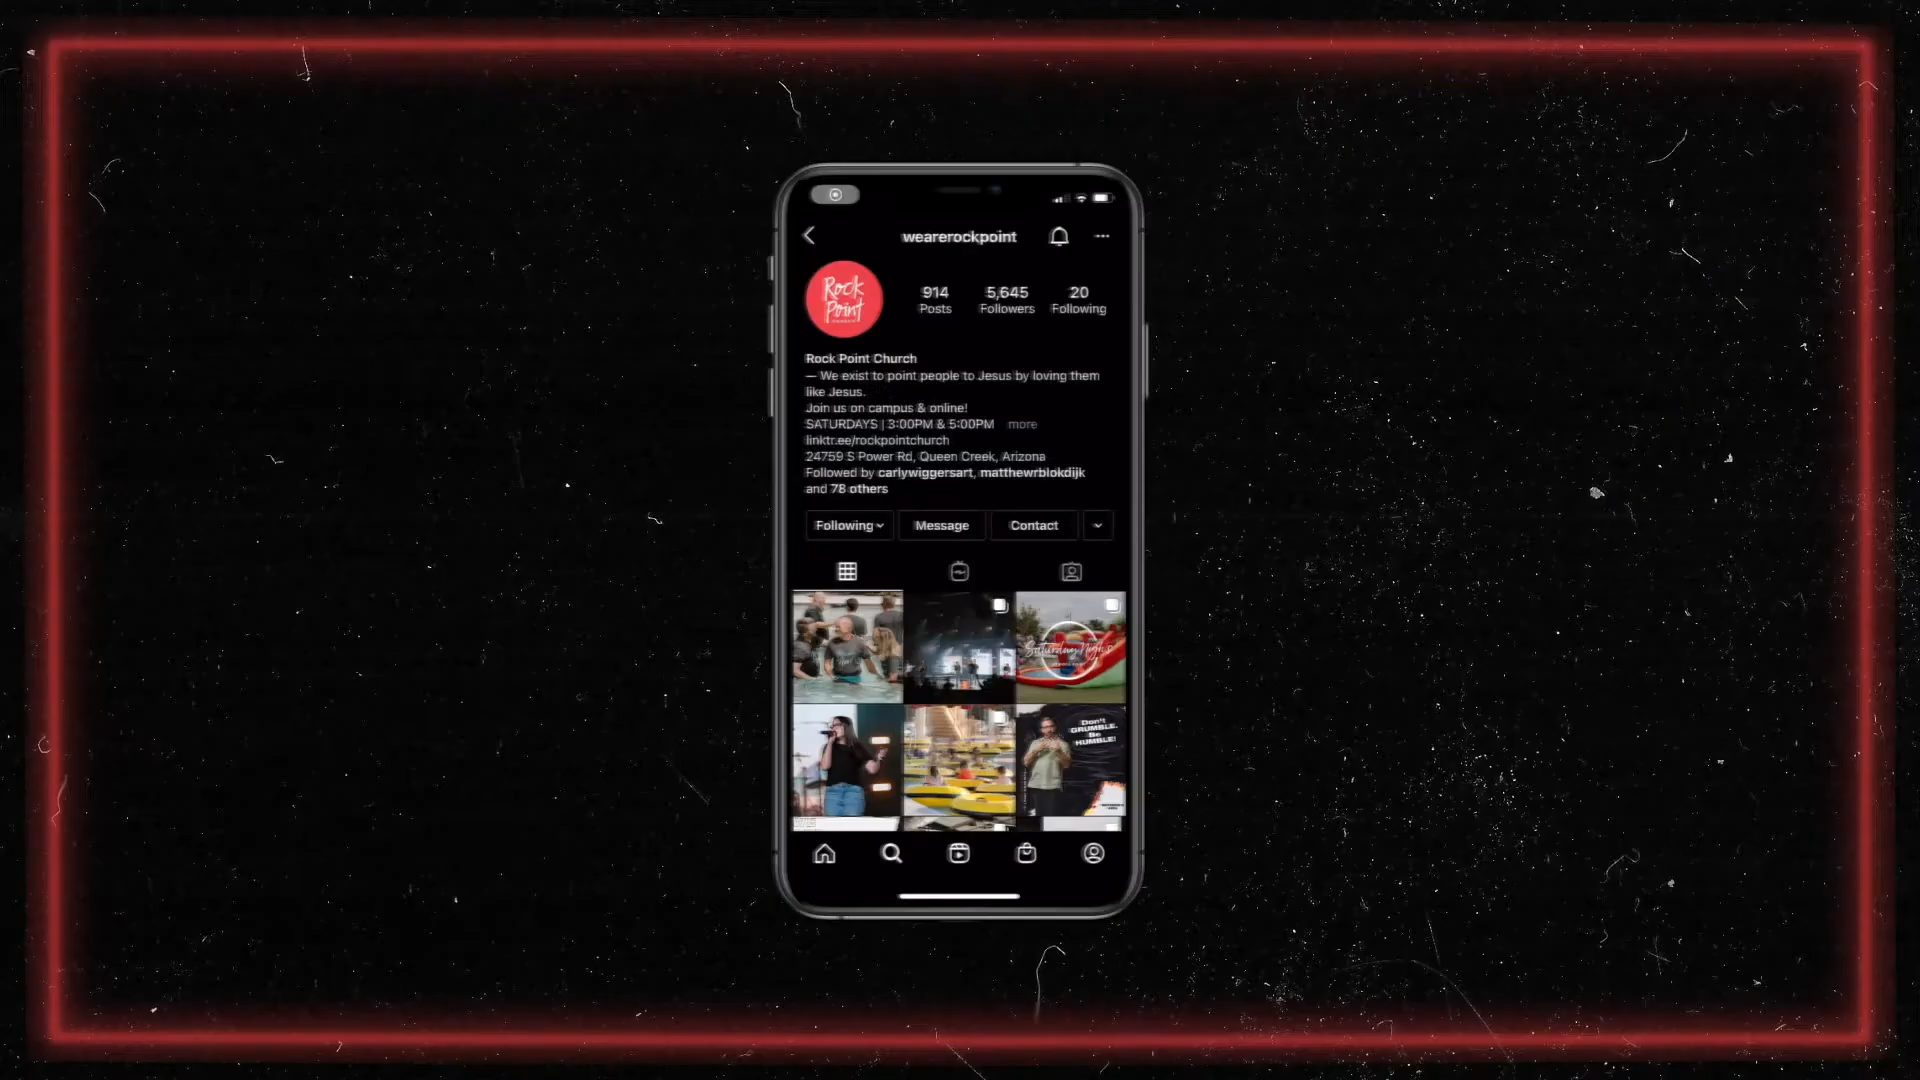 wearerockpoint
Rock
Point
914
Posts
5,645
Followers
20
Following
Rock Point Church
— We exist to point people to Jesus by loving them
like Jesus.
Join us on campus & online!
SATURDAYS | 3:00PM & 5:00PM more
linktr.ee/rockpointchurch
24759 S Power Rd, Queen Creek, Arizona
Followed by carlywiggersart, matthewrblokdijk
and 78 others
Following
Message
Contact
Saturday Nights
Don't
GRUMBLE.
Be
HUMBLE!